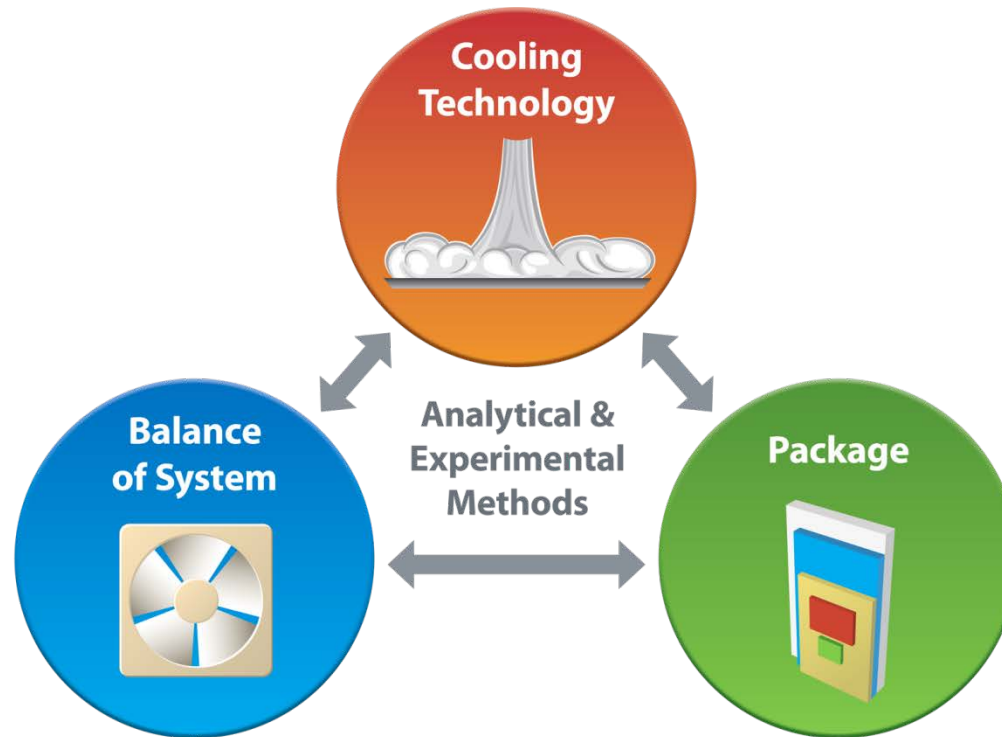 Cooling
Technology
Analytical &
Experimental
Methods
Balance
of System
Package